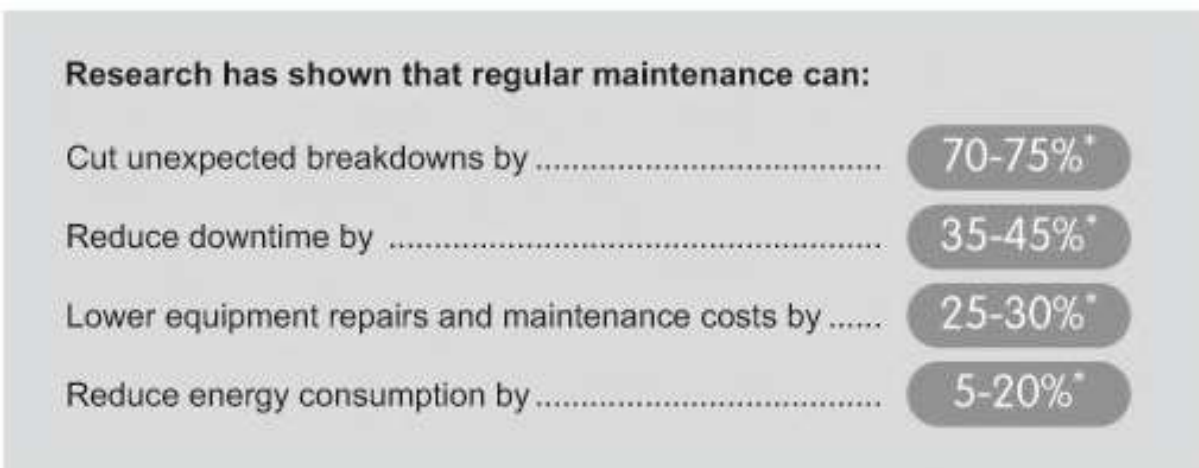 Research has shown that regular maintenance can:
Cut unexpected breakdowns by ...................................... 70-75%*
Reduce downtime by ...................................................... 35-45%*
Lower equipment repairs and maintenance costs by ...... 25-30%*
Reduce energy consumption by ...................................... 5-20%*